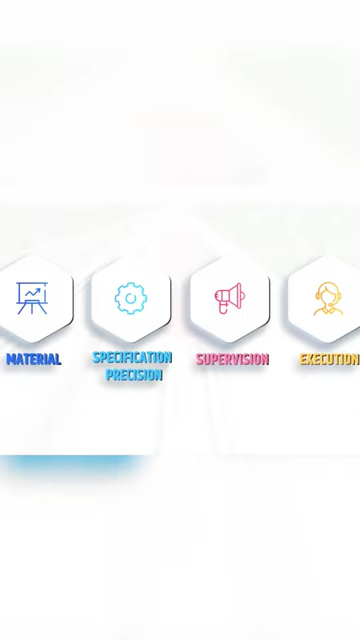 MATERIAL
SPECIFICATION
PRECISION
SUPERVISION
EXECUTION